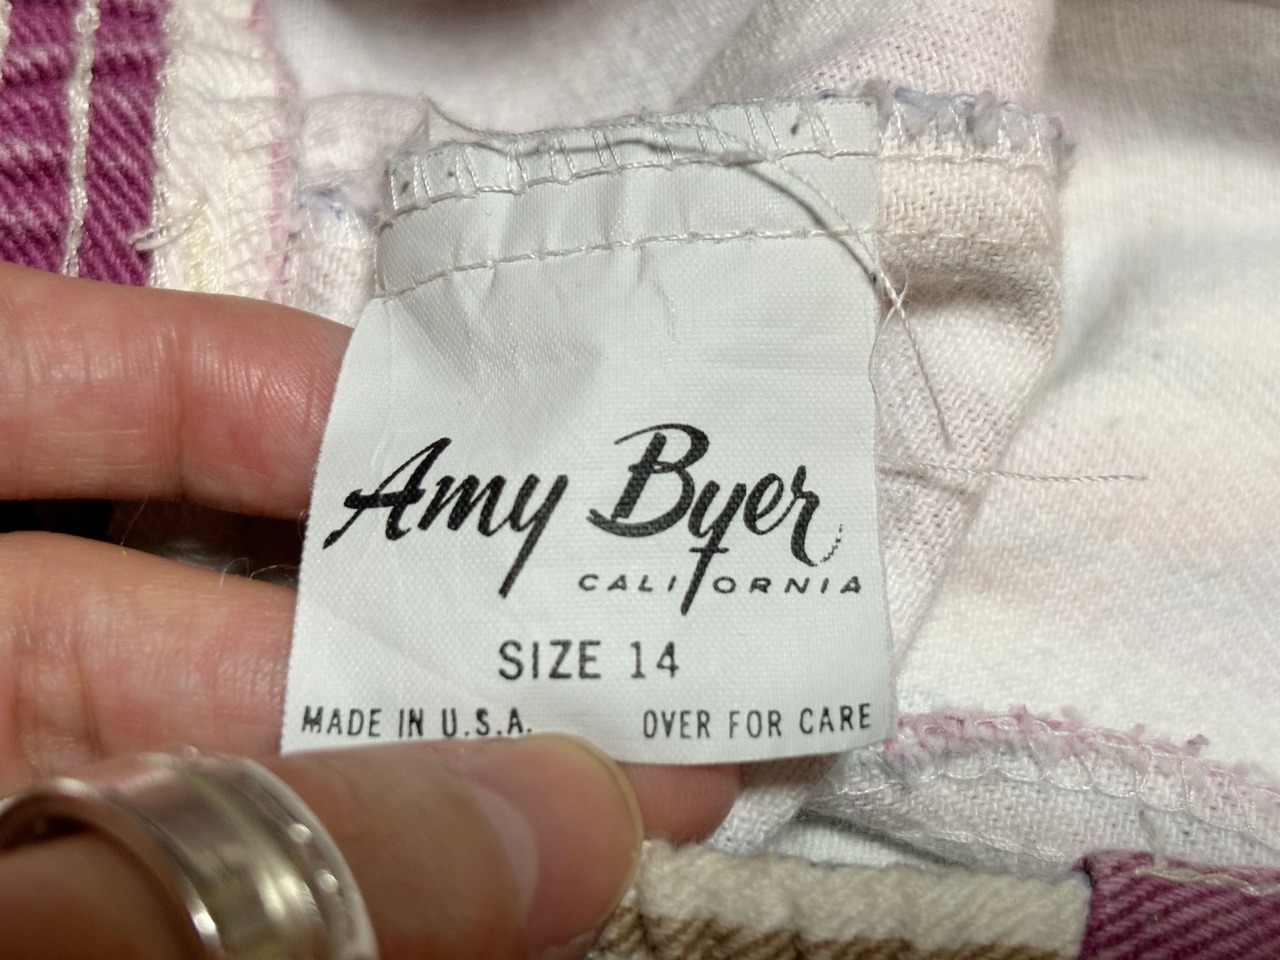 Amy Byer
CALIFORNIA
SIZE 14
MADE IN U.S.A. OVER FOR CARE